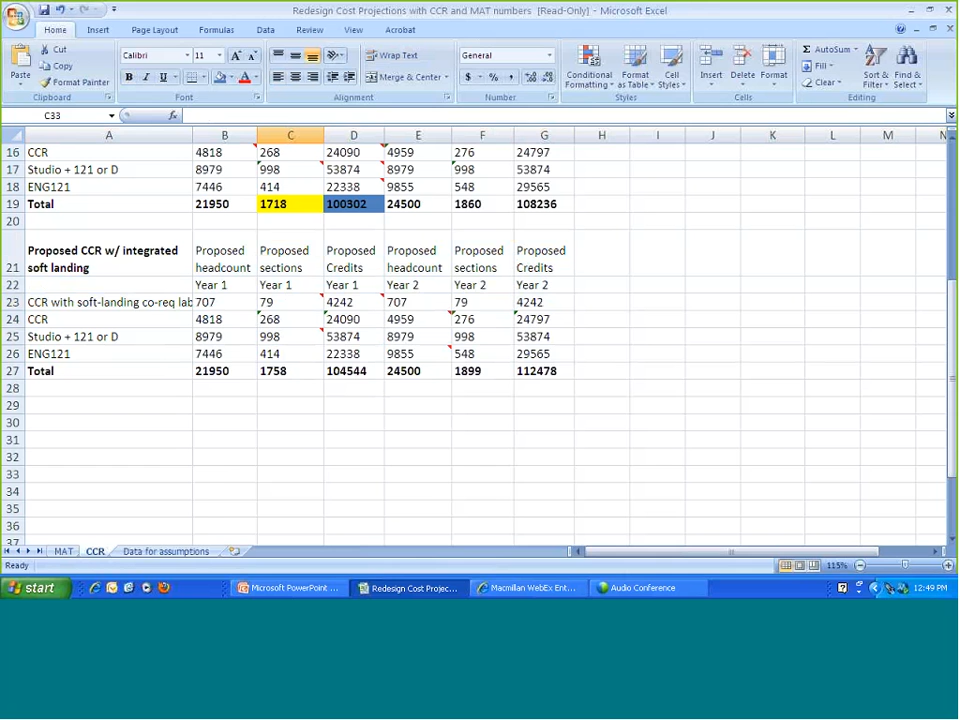 Redesign Cost Projections with CCR and MAT numbers [Read-Only] - Microsoft Excel
Home Insert Page Layout Formulas Data Review View Acrobat
Paste Cut Copy Format Painter Clipboard
Calibri 11 A A B I U A Font
Wrap Text Merge & Center Alignment
General $ % , Number
Conditional Formatting Format as Table Cell Styles Styles
Insert Delete Format Cells
Σ AutoSum Fill Clear Sort & Filter Find & Select Editing
C33 fx
A B C D E F G H I J K L M N
16 CCR 4818 268 24090 4959 276 24797
17 Studio + 121 or D 8979 998 53874 8979 998 53874
18 ENG121 7446 414 22338 9855 548 29565
19 Total 21950 1718 100302 24500 1860 108236
20
21 Proposed CCR w/ integrated soft landing Proposed headcount Proposed sections Proposed Credits Proposed headcount Proposed sections Proposed Credits
22 Year 1 Year 1 Year 1 Year 2 Year 2 Year 2
23 CCR with soft-landing co-req lab 707 79 4242 707 79 4242
24 CCR 4818 268 24090 4959 276 24797
25 Studio + 121 or D 8979 998 53874 8979 998 53874
26 ENG121 7446 414 22338 9855 548 29565
27 Total 21950 1758 104544 24500 1899 112478
28
29
30
31
32
33
34
35
36
37
MAT CCR Data for assumptions
Ready 115%
start Microsoft PowerPoint ... Redesign Cost Projec... Macmillan WebEx Ent... Audio Conference 12:49 PM